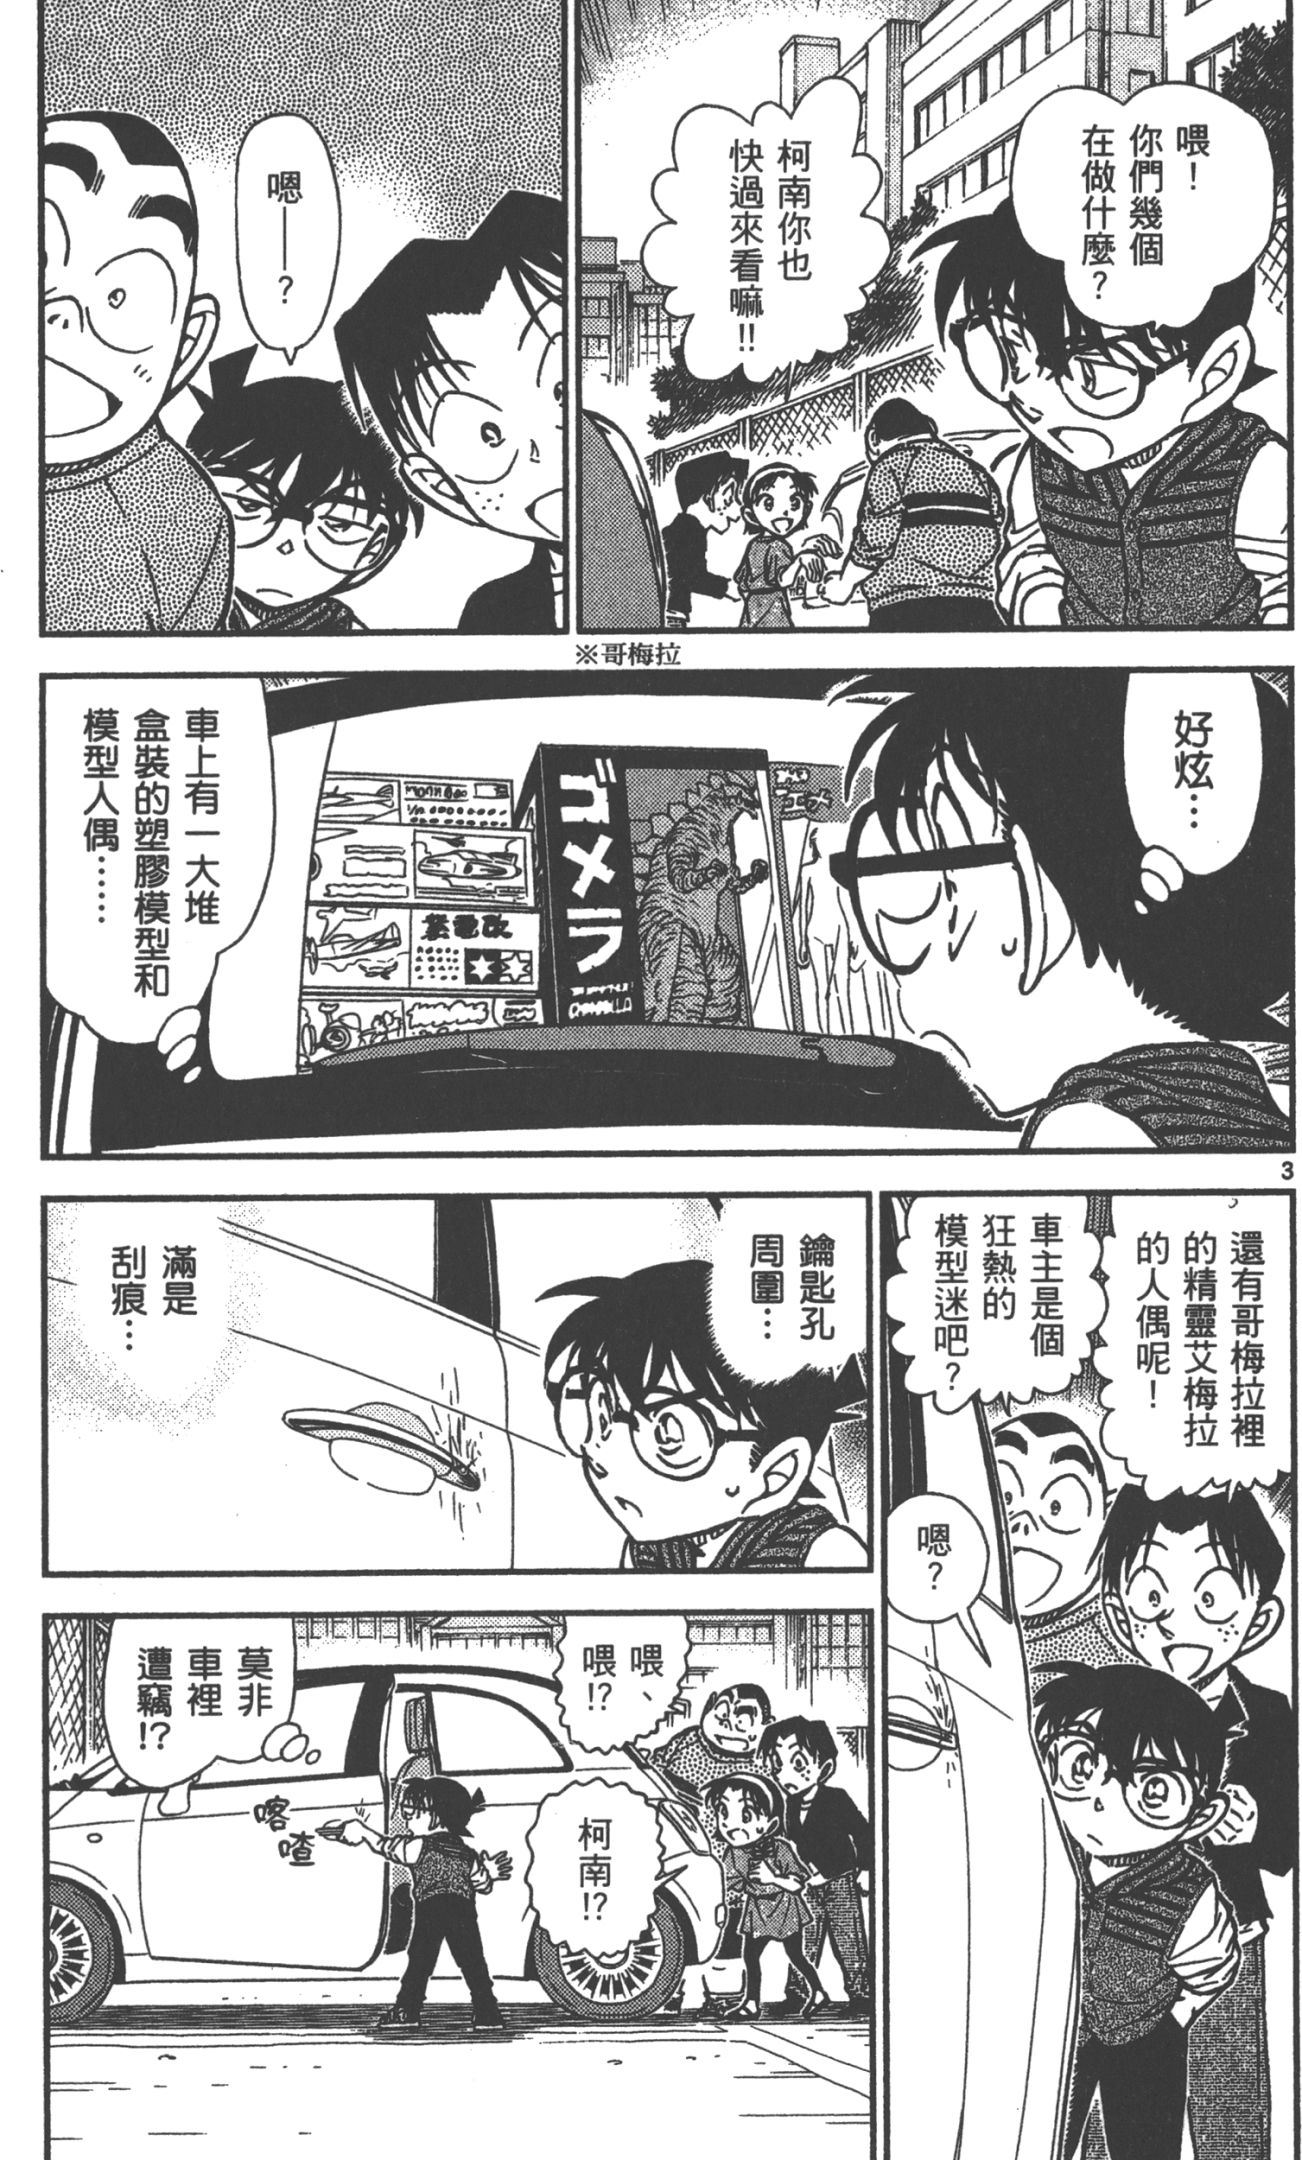 喂！
你們幾個
在做什麼？
柯南你也
快過來看嘛!!
嗯——？
※哥梅拉
好炫…
ゴメラ
紫電改
車上有一大堆
盒裝的塑膠模型和
模型人偶……
3
還有哥梅拉裡
的精靈艾梅拉
的人偶呢！
車主是個
狂熱的
模型迷吧？
嗯？
鑰匙孔
周圍…
滿是
刮痕…
喂、
喂!?
柯南!?
莫非
車裡
遭竊!?
喀
喳